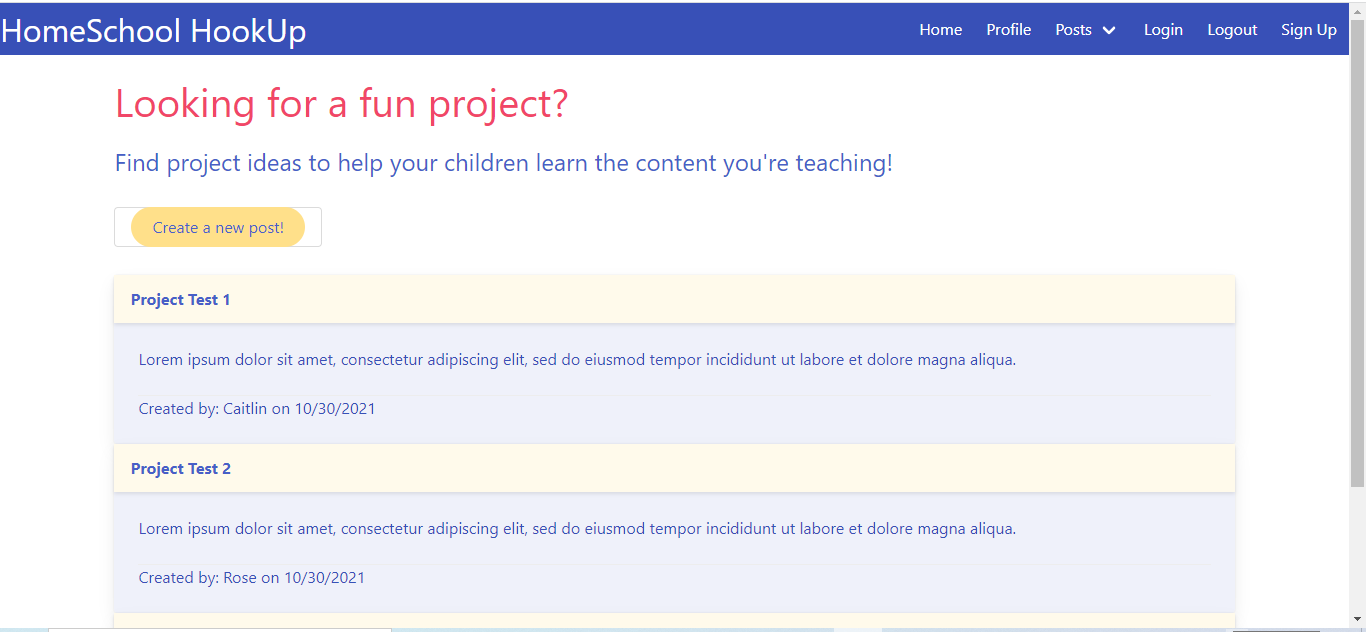 HomeSchool HookUp
Home Profile Posts Login Logout Sign Up
Looking for a fun project?
Find project ideas to help your children learn the content you're teaching!
Create a new post!
Project Test 1
Lorem ipsum dolor sit amet, consectetur adipiscing elit, sed do eiusmod tempor incididunt ut labore et dolore magna aliqua.
Created by: Caitlin on 10/30/2021
Project Test 2
Lorem ipsum dolor sit amet, consectetur adipiscing elit, sed do eiusmod tempor incididunt ut labore et dolore magna aliqua.
Created by: Rose on 10/30/2021